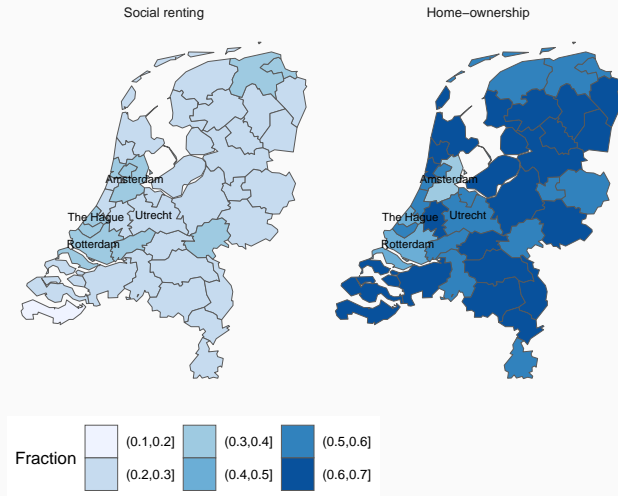 Social renting
Home−ownership
Amsterdam
The Hague
Utrecht
Rotterdam
Amsterdam
The Hague
Utrecht
Rotterdam
Fraction
(0.1,0.2]
(0.3,0.4]
(0.5,0.6]
(0.2,0.3]
(0.4,0.5]
(0.6,0.7]